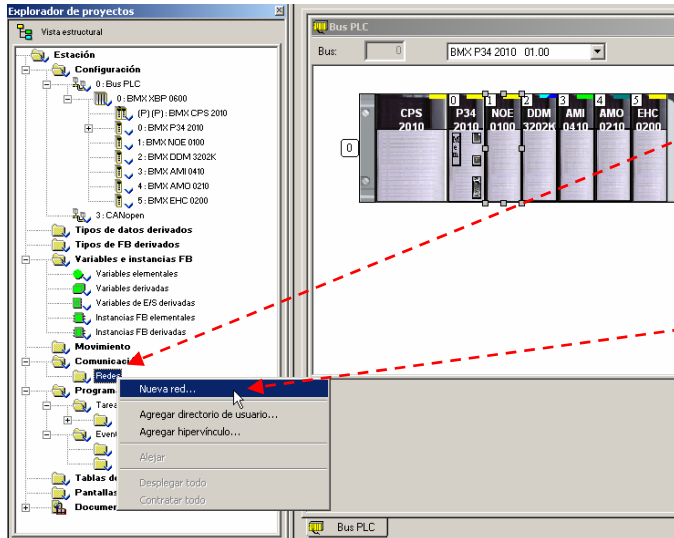 Explorador de proyectos
Vista estructural
Estación
Configuración
0 : Bus PLC
0 : BMX XBP 0600
(P) (P) : BMX CPS 2010
0 : BMX P34 2010
1 : BMX NOE 0100
2 : BMX DDM 3202K
3 : BMX AMI 0410
4 : BMX AMO 0210
5 : BMX EHC 0200
3 : CANopen
Tipos de datos derivados
Tipos de FB derivados
Variables e instancias FB
Variables elementales
Variables derivadas
Variables de E/S derivadas
Instancias FB elementales
Instancias FB derivadas
Movimiento
Comunicació
Redes
Program
Tarea
Event
Tablas de
Pantallas
Documen
Nueva red...
Agregar directorio de usuario...
Agregar hipervínculo...
Alejar
Desplegar todo
Contratar todo
Bus PLC
Bus:
0
BMX P34 2010 01.00
0
0 1 2 3 4 5
CPS P34 NOE DDM AMI AMO EHC
2010 2010 0100 3202K 0410 0210 0200
Bus PLC